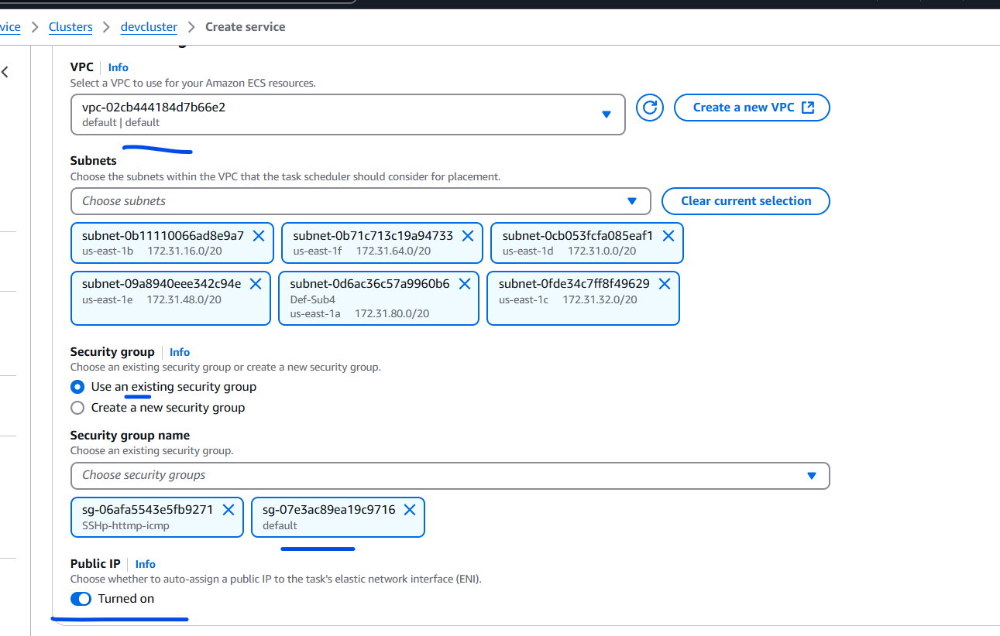 vice > Clusters > devcluster > Create service
VPC | Info
Select a VPC to use for your Amazon ECS resources.
vpc-02cb444184d7b66e2
default | default
Create a new VPC
Subnets
Choose the subnets within the VPC that the task scheduler should consider for placement.
Choose subnets
Clear current selection
subnet-0b11110066ad8e9a7
us-east-1b 172.31.16.0/20
subnet-0b71c713c19a94733
us-east-1f 172.31.64.0/20
subnet-0cb053fcfa085eaf1
us-east-1d 172.31.0.0/20
subnet-09a8940eee342c94e
us-east-1e 172.31.48.0/20
subnet-0d6ac36c57a9960b6
Def-Sub4
us-east-1a 172.31.80.0/20
subnet-0fde34c7ff8f49629
us-east-1c 172.31.32.0/20
Security group | Info
Choose an existing security group or create a new security group.
Use an existing security group
Create a new security group
Security group name
Choose an existing security group.
Choose security groups
sg-06afa5543e5fb9271
SSHp-httmp-icmp
sg-07e3ac89ea19c9716
default
Public IP | Info
Choose whether to auto-assign a public IP to the task's elastic network interface (ENI).
Turned on